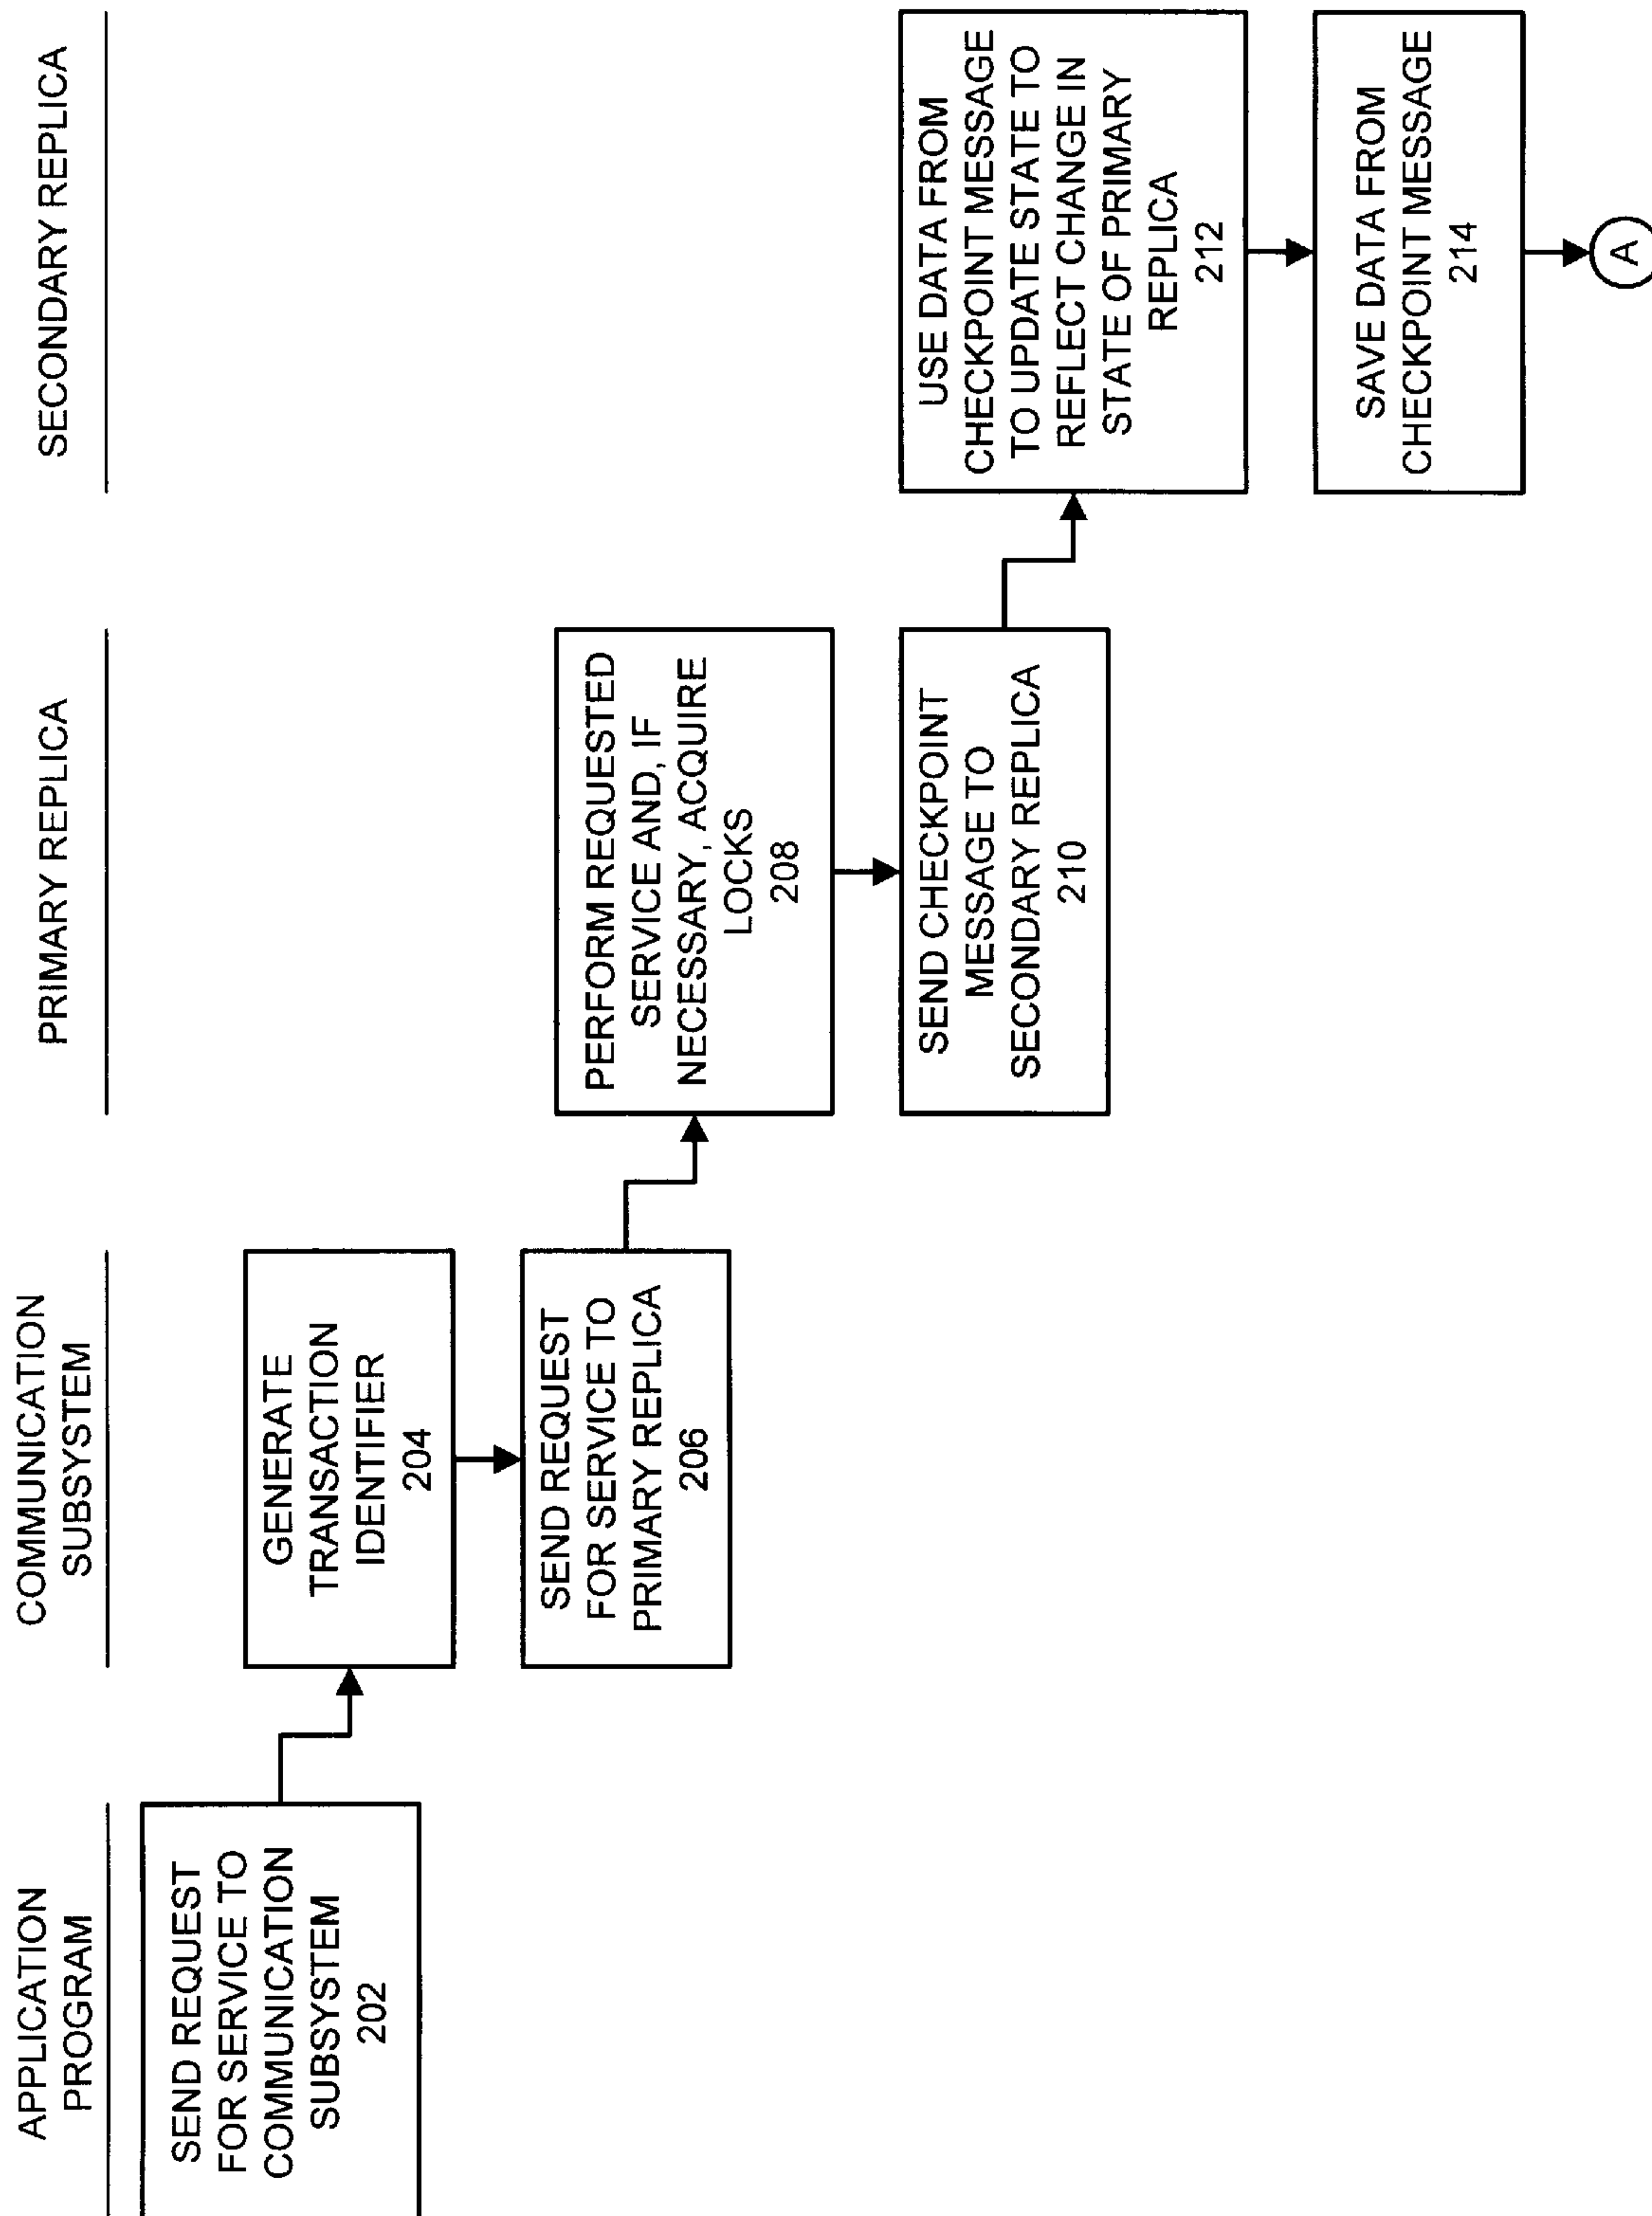 APPLICATION
PROGRAM
COMMUNICATION
SUBSYSTEM
PRIMARY REPLICA
SECONDARY REPLICA
SEND REQUEST
FOR SERVICE TO
COMMUNICATION
SUBSYSTEM
202
GENERATE
TRANSACTION
IDENTIFIER
204
SEND REQUEST
FOR SERVICE TO
PRIMARY REPLICA
206
PERFORM REQUESTED
SERVICE AND, IF
NECESSARY, ACQUIRE
LOCKS
208
SEND CHECKPOINT
MESSAGE TO
SECONDARY REPLICA
210
USE DATA FROM
CHECKPOINT MESSAGE
TO UPDATE STATE TO
REFLECT CHANGE IN
STATE OF PRIMARY
REPLICA
212
SAVE DATA FROM
CHECKPOINT MESSAGE
214
A